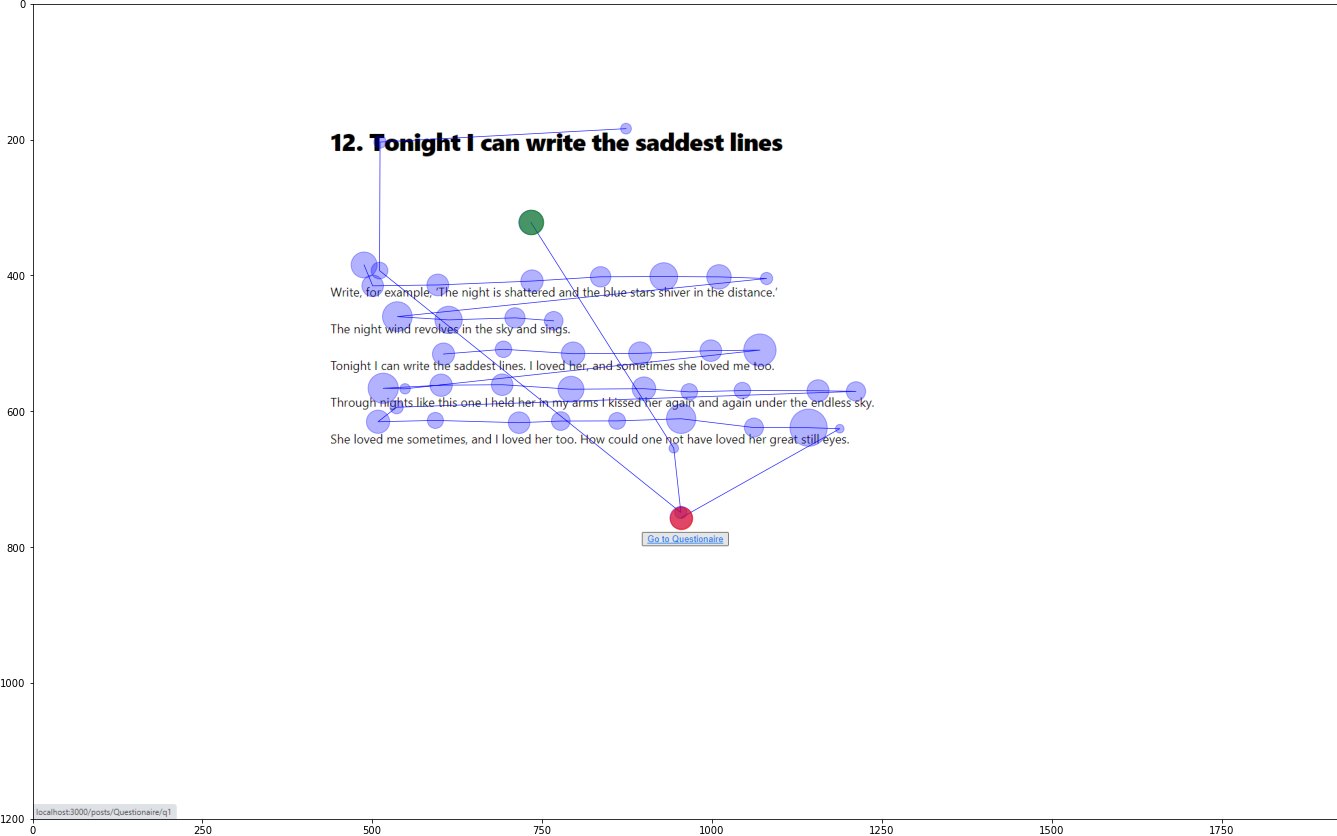 0
200
400
600
800
1000
1200
12. Tonight I can write the saddest lines
Write, for example, 'The night is shattered and the blue stars shiver in the distance.'
The night wind revolves in the sky and sings.
Tonight I can write the saddest lines. I loved her, and sometimes she loved me too.
Through nights like this one I held her in my arms I kissed her again and again under the endless sky.
She loved me sometimes, and I loved her too. How could one not have loved her great still eyes.
Go to Questionaire
localhost:3000/posts/Questionaire/q1
0 250 500 750 1000 1250 1500 1750